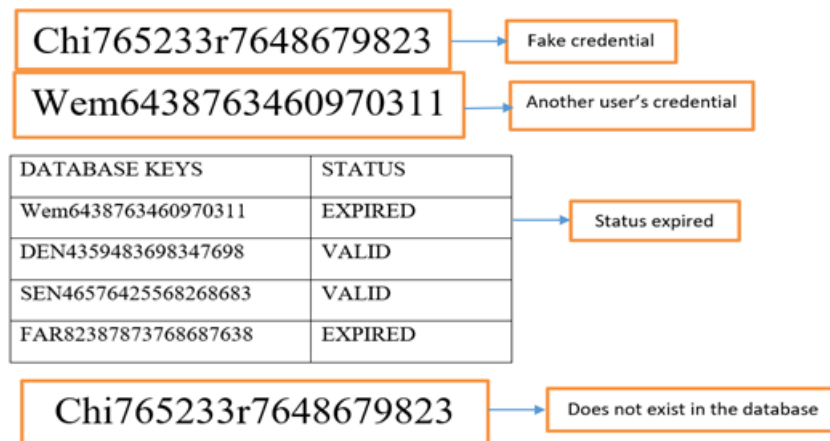 Chi765233r7648679823
Fake credential
Wem6438763460970311
Another user's credential
DATABASE KEYS STATUS
Wem6438763460970311 EXPIRED
Status expired
DEN4359483698347698 VALID
SEN46576425568268683 VALID
FAR82387873768687638 EXPIRED
Chi765233r7648679823
Does not exist in the database